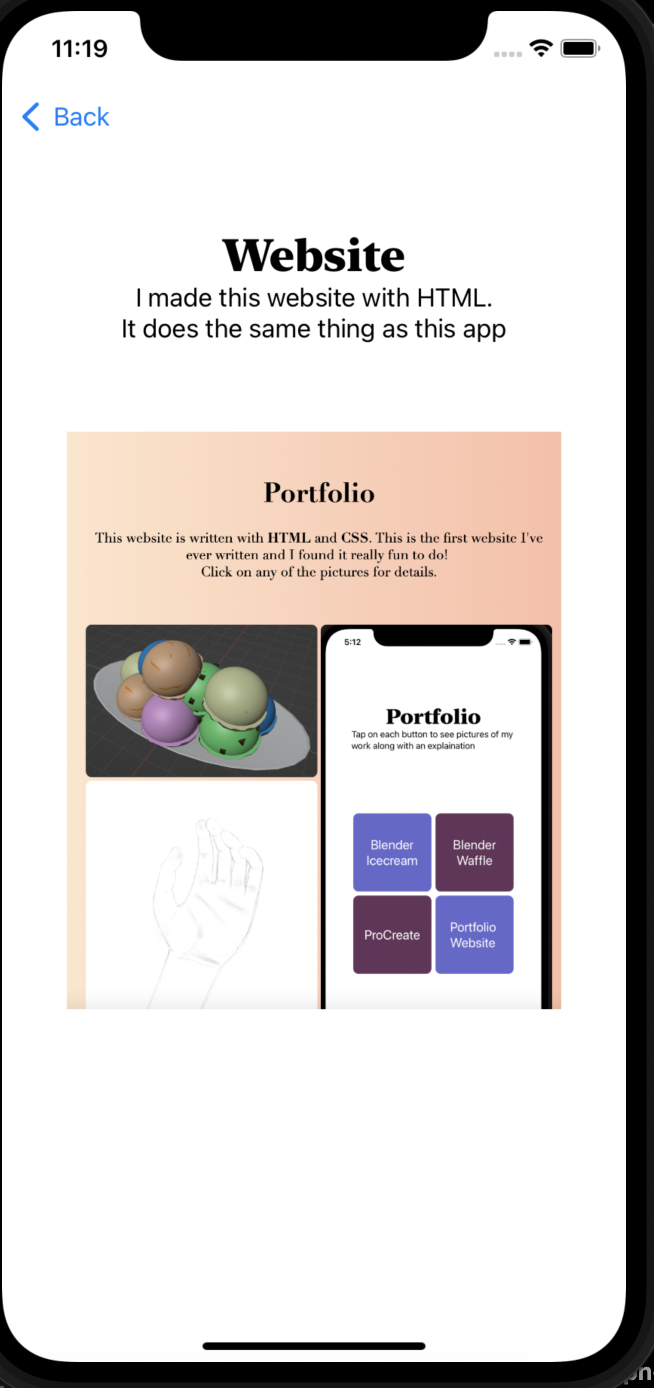 11:19
Back
Website
I made this website with HTML.
It does the same thing as this app
Portfolio
This website is written with HTML and CSS. This is the first website I've
ever written and I found it really fun to do!
Click on any of the pictures for details.
5:12
Portfolio
Tap on each button to see pictures of my
work along with an explaination
Blender
Icecream
Blender
Waffle
ProCreate
Portfolio
Website